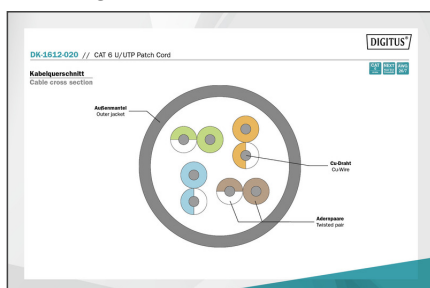 DIGITUS®
DK-1612-020 // CAT 6 U/UTP Patch Cord
Kabelquerschnitt
Cable cross section
Außenmantel
Outer jacket
Cu-Draht
Cu-Wire
Adernpaare
Twisted pair